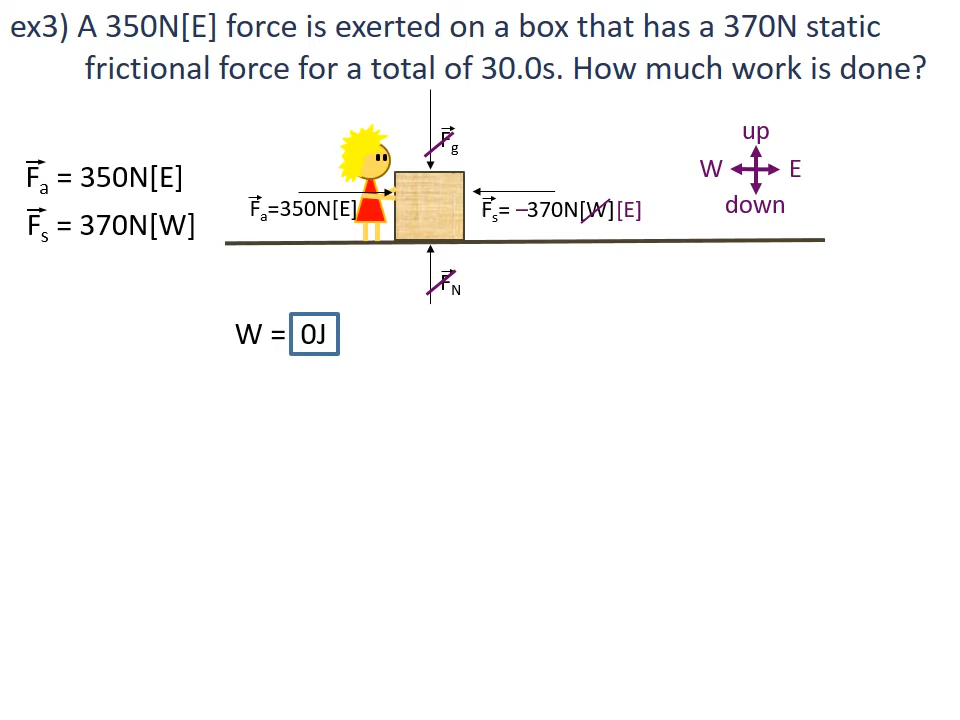 ex3) A 350N[E] force is exerted on a box that has a 370N static
frictional force for a total of 30.0s. How much work is done?
F⃗g
up
W E
down
F⃗a = 350N[E]
F⃗s = 370N[W]
F⃗a=350N[E]
F⃗s= –370N[W][E]
F⃗N
W = 0J